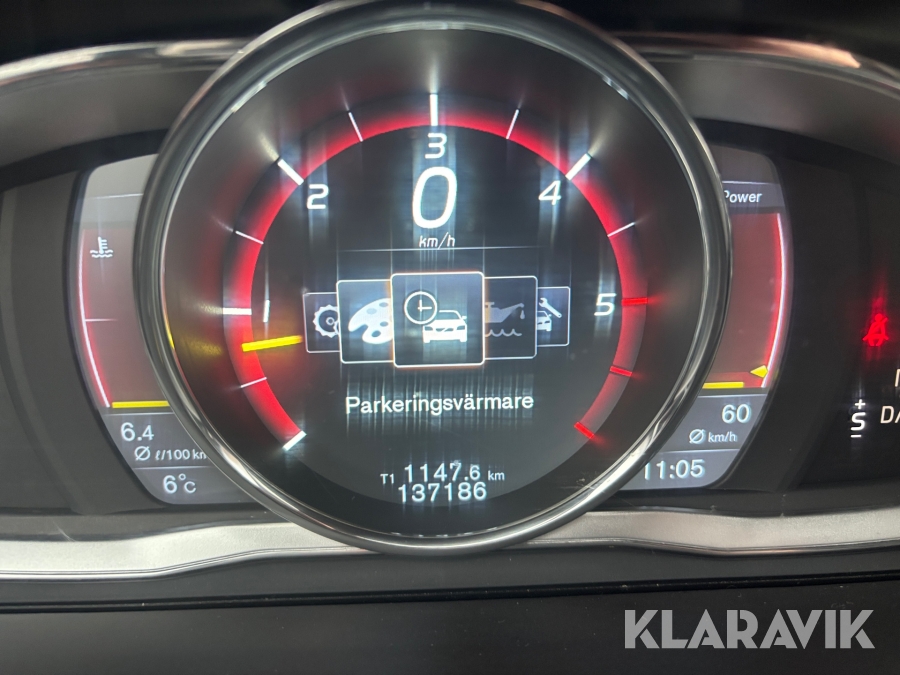 3
2
4
0
km/h
Power
5
Parkeringsvärmare
6.4
Ø ℓ/100 km
6°C
T1 1147.6 km
137186
60
Ø km/h
11:05
+
S
−
KLARAVIK